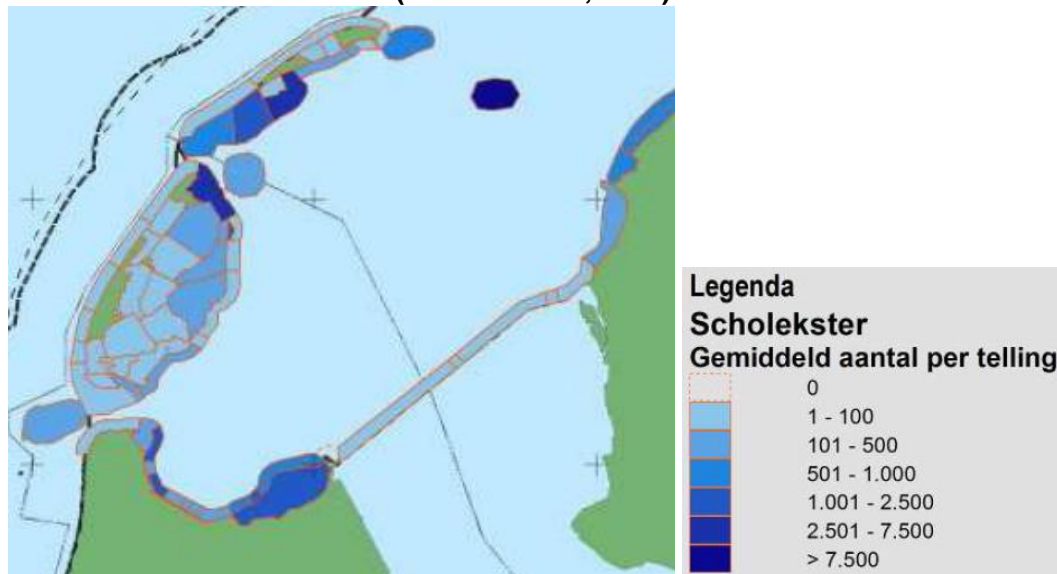 Legenda
Scholekster
Gemiddeld aantal per telling
0
1 - 100
101 - 500
501 - 1.000
1.001 - 2.500
2.501 - 7.500
> 7.500